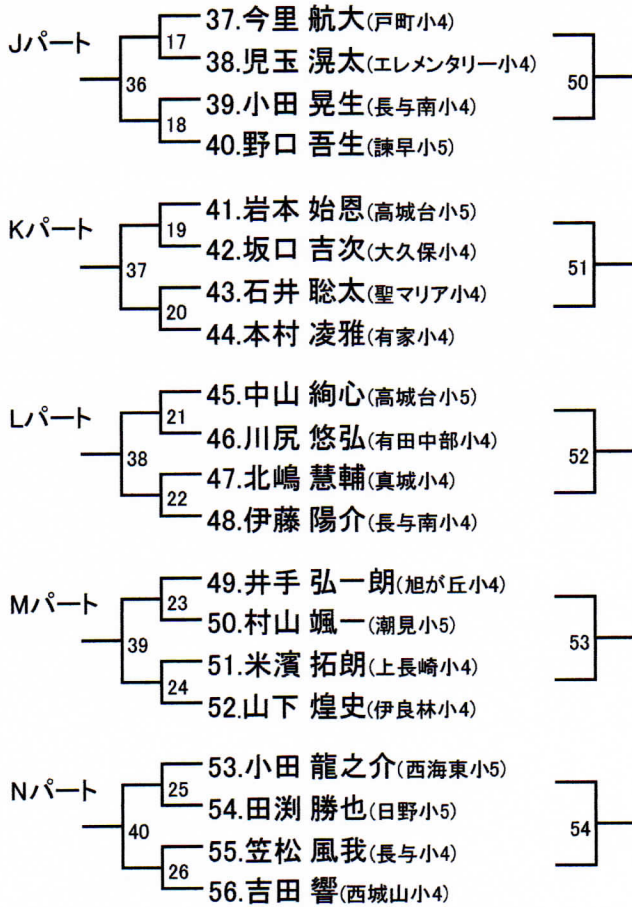 Jパート
37.今里 航大(戸町小4)
17
38.児玉 滉太(エレメンタリー小4)
36
50
39.小田 晃生(長与南小4)
18
40.野口 吾生(諫早小5)
Kパート
41.岩本 始恩(高城台小5)
19
42.坂口 吉次(大久保小4)
37
51
43.石井 聡太(聖マリア小4)
20
44.本村 凌雅(有家小4)
Lパート
45.中山 絢心(高城台小5)
21
46.川尻 悠弘(有田中部小4)
38
52
47.北嶋 慧輔(真城小4)
22
48.伊藤 陽介(長与南小4)
Mパート
49.井手 弘一朗(旭が丘小4)
23
50.村山 颯一(潮見小5)
39
53
51.米濱 拓朗(上長崎小4)
24
52.山下 煌史(伊良林小4)
Nパート
53.小田 龍之介(西海東小5)
25
54.田渕 勝也(日野小5)
40
54
55.笠松 風我(長与小4)
26
56.吉田 響(西城山小4)